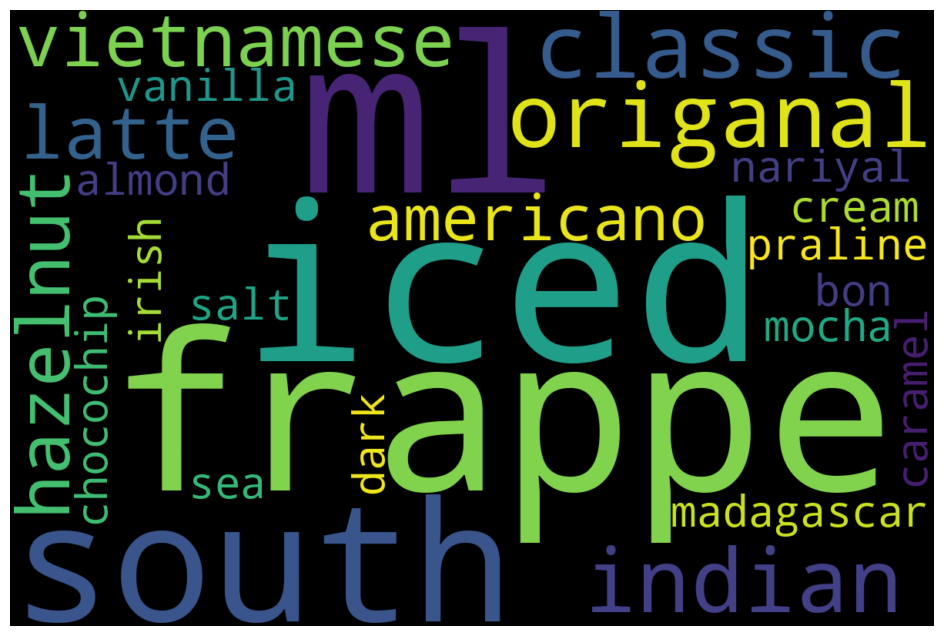 vietnamese
ml
classic
vanilla
origanal
latte
almond
nariyal
hazelnut
americano
cream
irish
iced
praline
salt
bon
mocha
chocochip
frappe
caramel
dark
sea
madagascar
south
indian